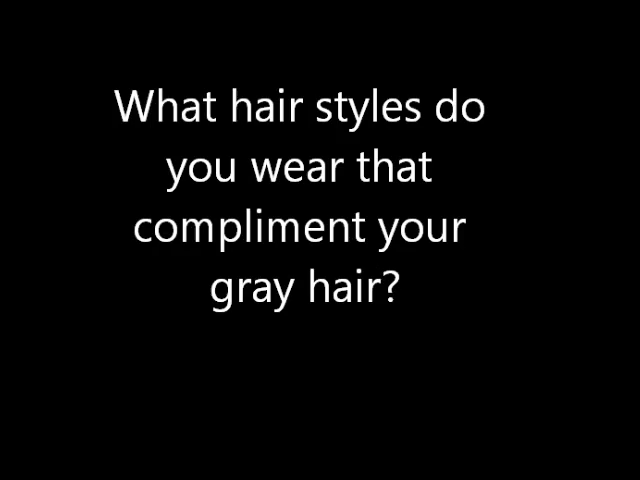 What hair styles do
you wear that
compliment your
gray hair?